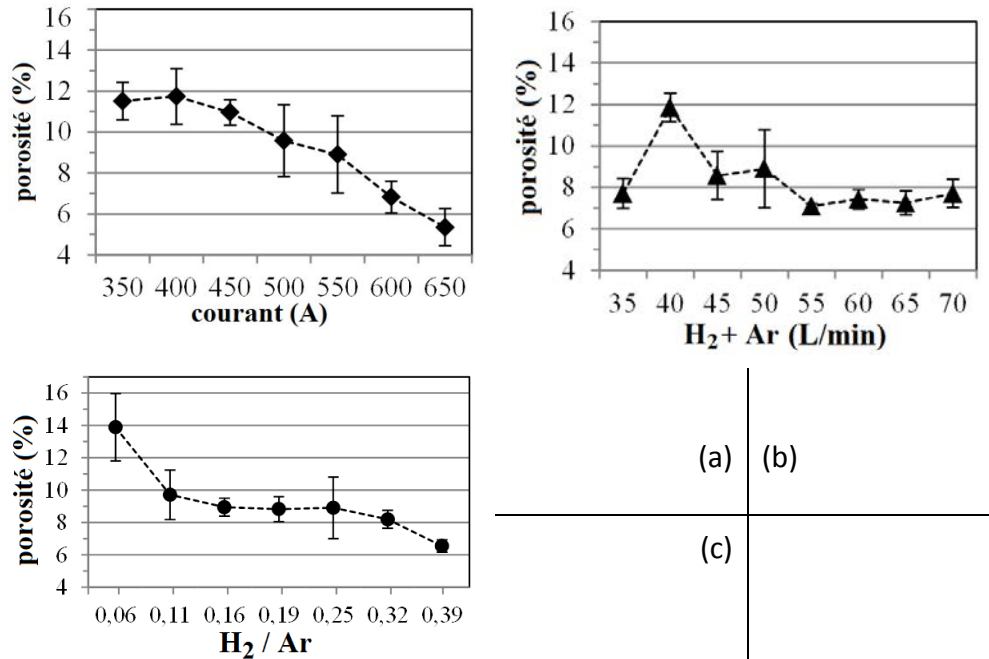 16
14
12
10
8
6
4
porosité (%)
350 400 450 500 550 600 650
courant (A)
16
14
12
10
8
6
4
porosité (%)
35 40 45 50 55 60 65 70
H₂+ Ar (L/min)
16
14
12
10
8
6
4
porosité (%)
0,06 0,11 0,16 0,19 0,25 0,32 0,39
H₂ / Ar
(a) (b)
(c)